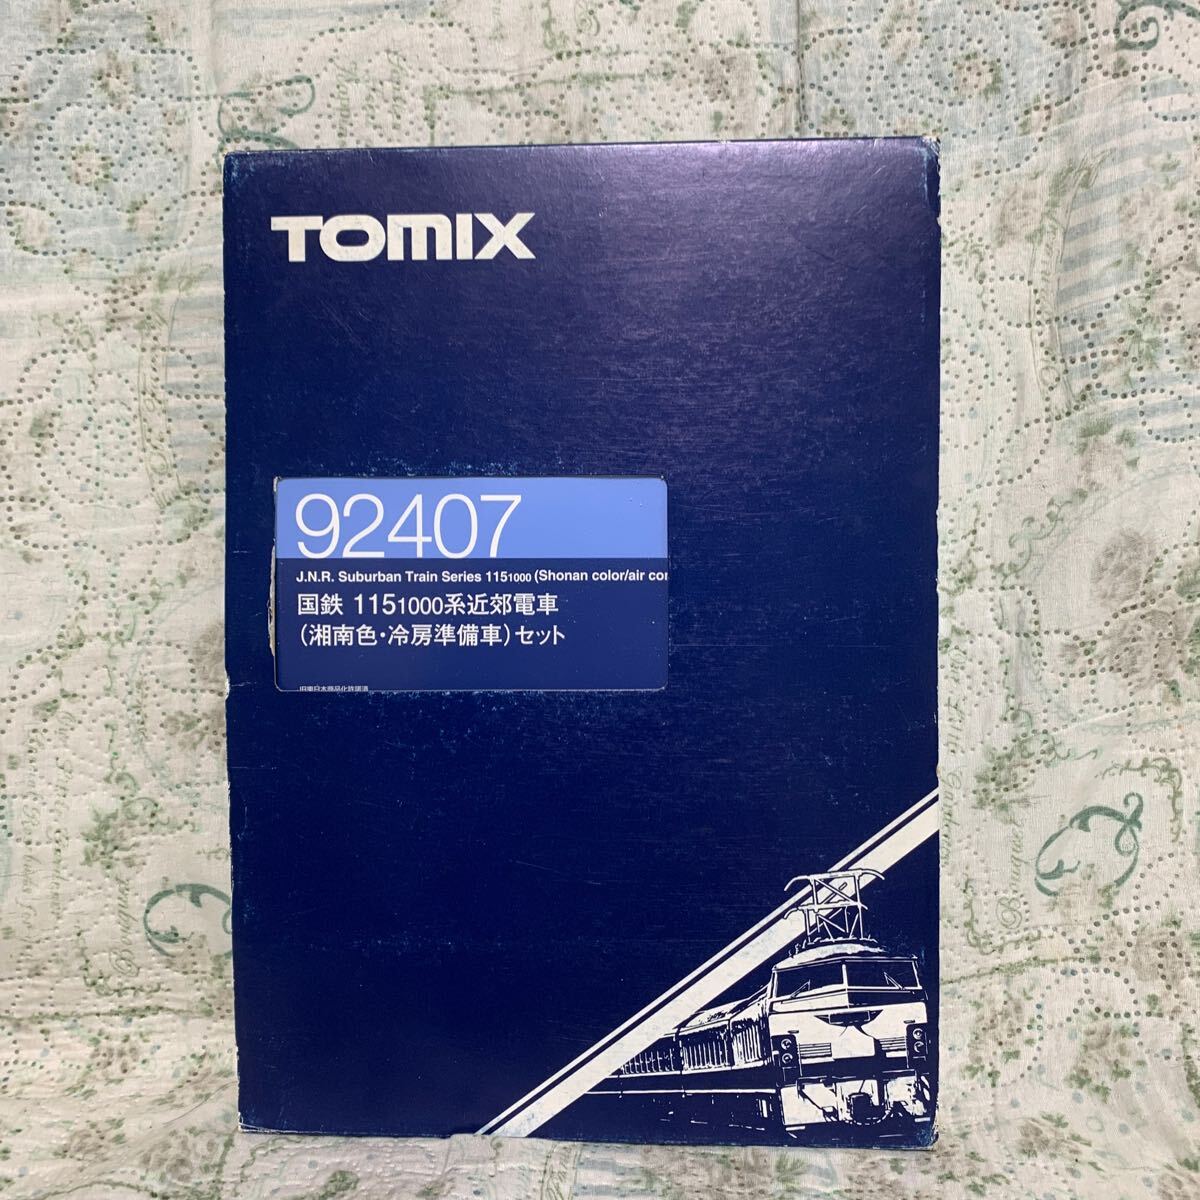 TOMIX
92407
J.N.R. Suburban Train Series 1151000 (Shonan color/air con
国鉄 1151000系近郊電車
(湘南色・冷房準備車)セット